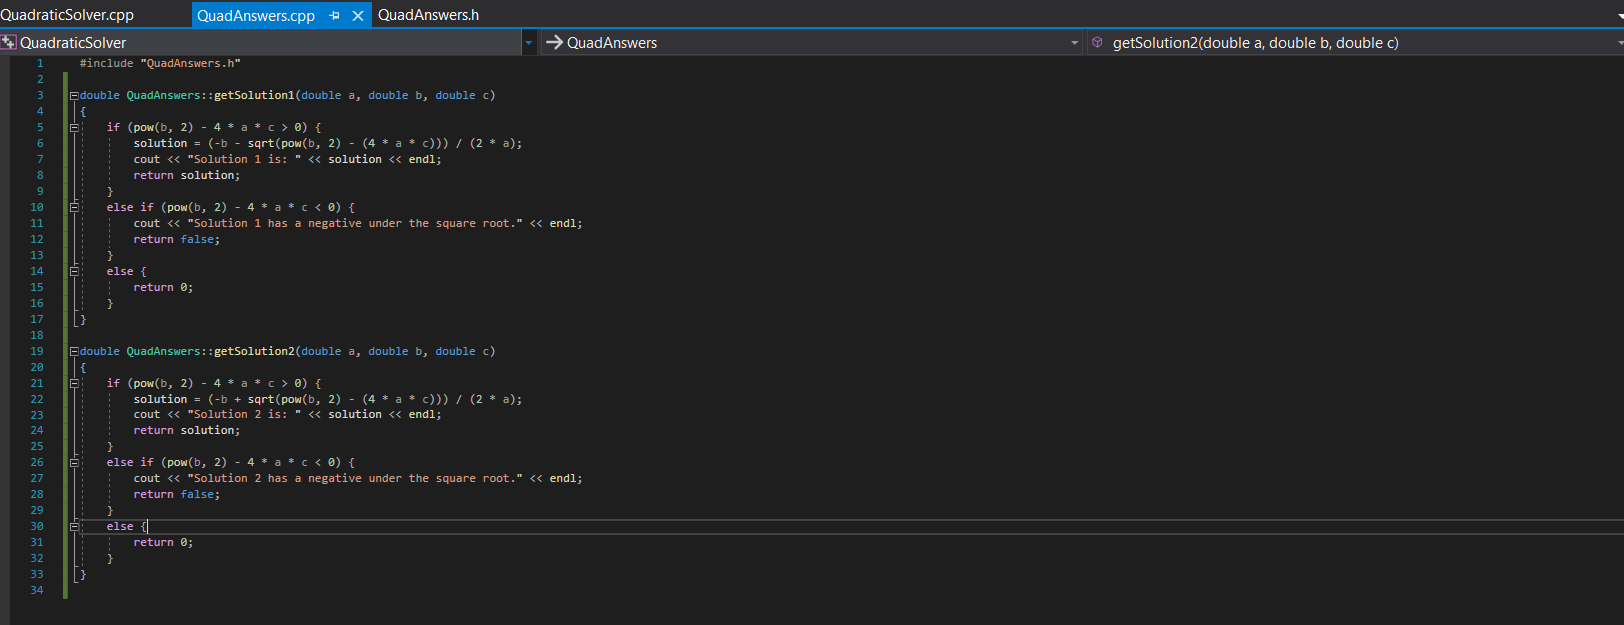 QuadraticSolver.cpp QuadAnswers.cpp QuadAnswers.h
QuadraticSolver QuadAnswers getSolution2(double a, double b, double c)
1 #include "QuadAnswers.h"
2
3 double QuadAnswers::getSolution1(double a, double b, double c)
4 {
5 if (pow(b, 2) - 4 * a * c > 0) {
6 solution = (-b - sqrt(pow(b, 2) - (4 * a * c))) / (2 * a);
7 cout << "Solution 1 is: " << solution << endl;
8 return solution;
9 }
10 else if (pow(b, 2) - 4 * a * c < 0) {
11 cout << "Solution 1 has a negative under the square root." << endl;
12 return false;
13 }
14 else {
15 return 0;
16 }
17 }
18
19 double QuadAnswers::getSolution2(double a, double b, double c)
20 {
21 if (pow(b, 2) - 4 * a * c > 0) {
22 solution = (-b + sqrt(pow(b, 2) - (4 * a * c))) / (2 * a);
23 cout << "Solution 2 is: " << solution << endl;
24 return solution;
25 }
26 else if (pow(b, 2) - 4 * a * c < 0) {
27 cout << "Solution 2 has a negative under the square root." << endl;
28 return false;
29 }
30 else {
31 return 0;
32 }
33 }
34